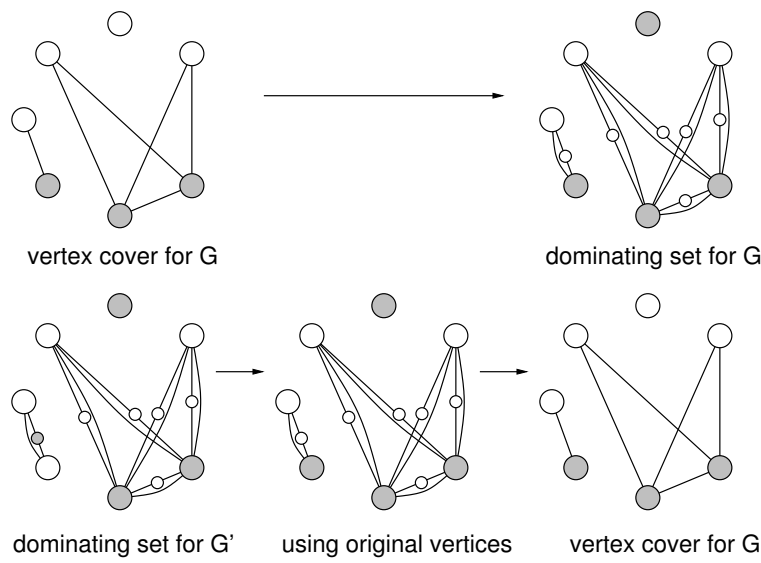 vertex cover for G
dominating set for G
dominating set for G'
using original vertices
vertex cover for G